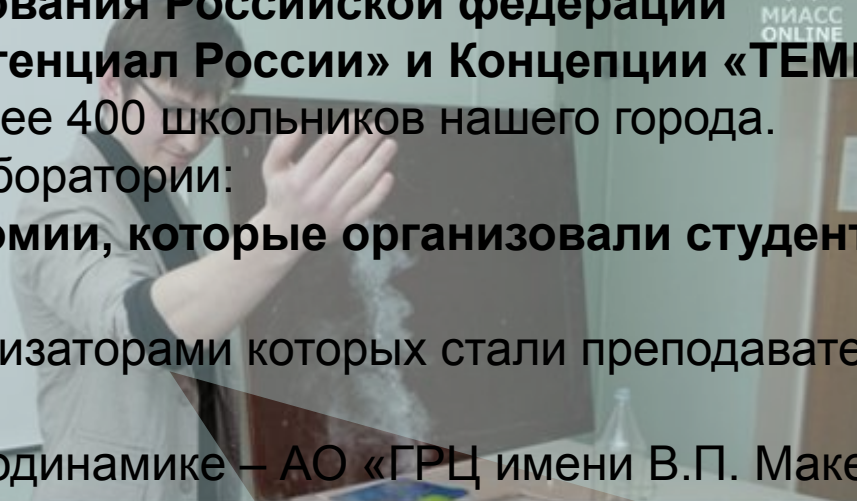 ования Российской федерации
МИАСС
ONLINE
тенциал России» и Концепции «ТЕМ
ее 400 школьников нашего города.
боратории:
омии, которые организовали студент
изаторами которых стали преподавате
одинамике – АО «ГРЦ имени В.П. Маке